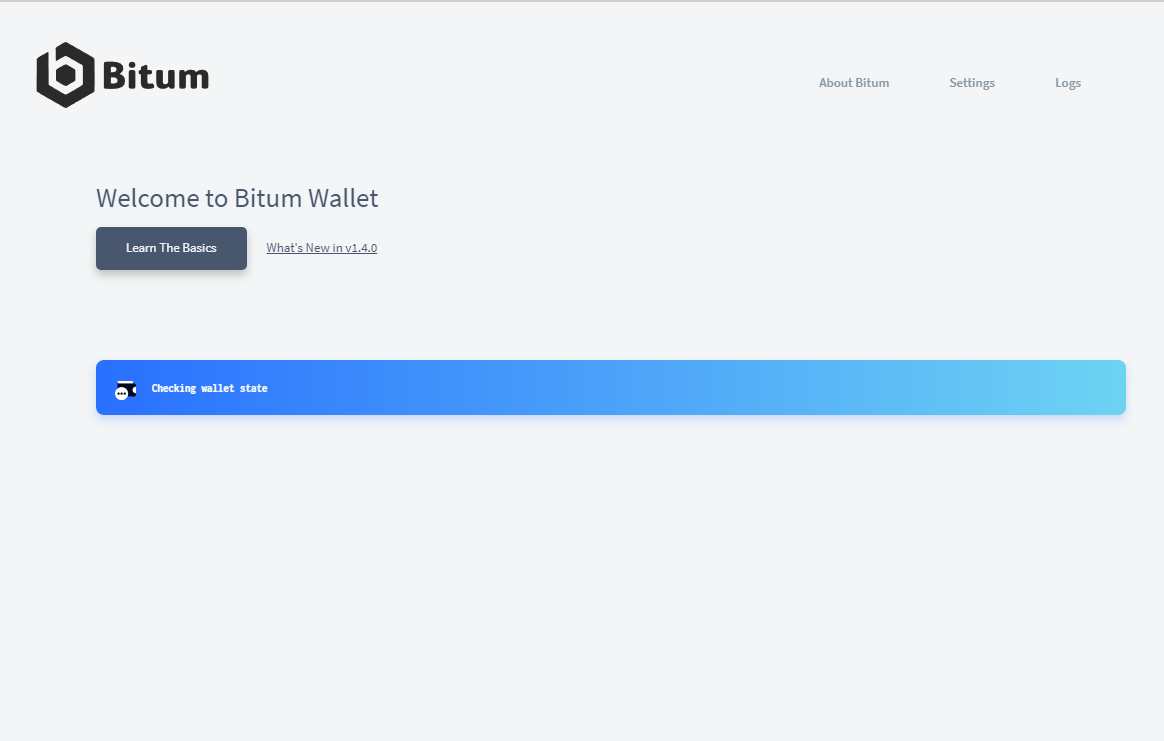 Bitum
About Bitum Settings Logs
Welcome to Bitum Wallet
Learn The Basics What's New in v1.4.0
Checking wallet state